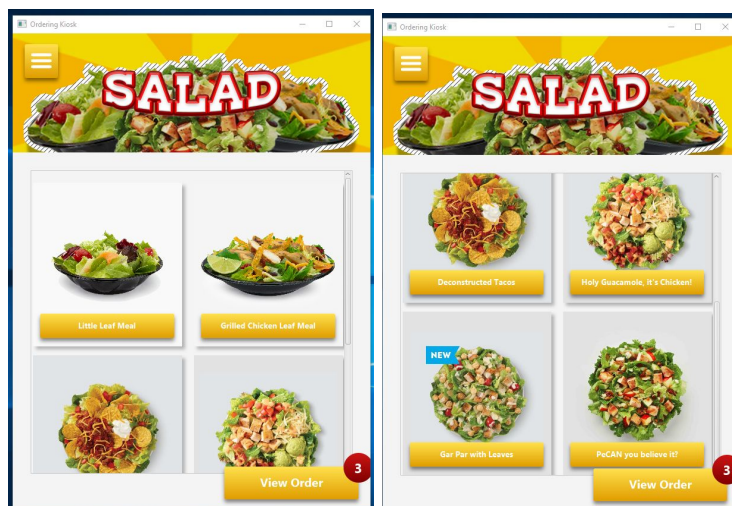 Ordering Kiosk
SALAD
Little Leaf Meal
Grilled Chicken Leaf Meal
3
View Order
Ordering Kiosk
SALAD
Deconstructed Tacos
Holy Guacamole, it's Chicken!
NEW
Gar Par with Leaves
PeCAN you believe it?
3
View Order